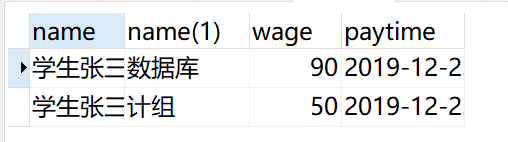 name name(1) wage paytime
学生张三 数据库 90 2019-12-2
学生张三 计组 50 2019-12-2